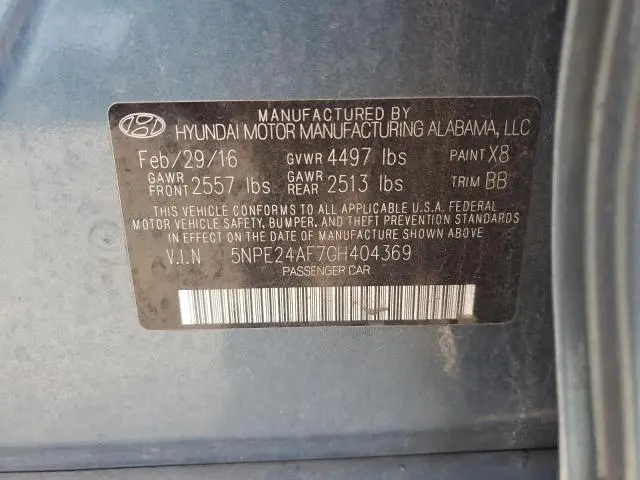 MANUFACTURED BY
HYUNDAI MOTOR MANUFACTURING ALABAMA, LLC
Feb/29/16 GVWR 4497 lbs PAINT X8
GAWR FRONT 2557 lbs GAWR REAR 2513 lbs TRIM BB
THIS VEHICLE CONFORMS TO ALL APPLICABLE U.S.A. FEDERAL
MOTOR VEHICLE SAFETY, BUMPER, AND THEFT PREVENTION STANDARDS
IN EFFECT ON THE DATE OF MANUFACTURE SHOWN ABOVE.
V.I.N 5NPE24AF7GH404369
PASSENGER CAR